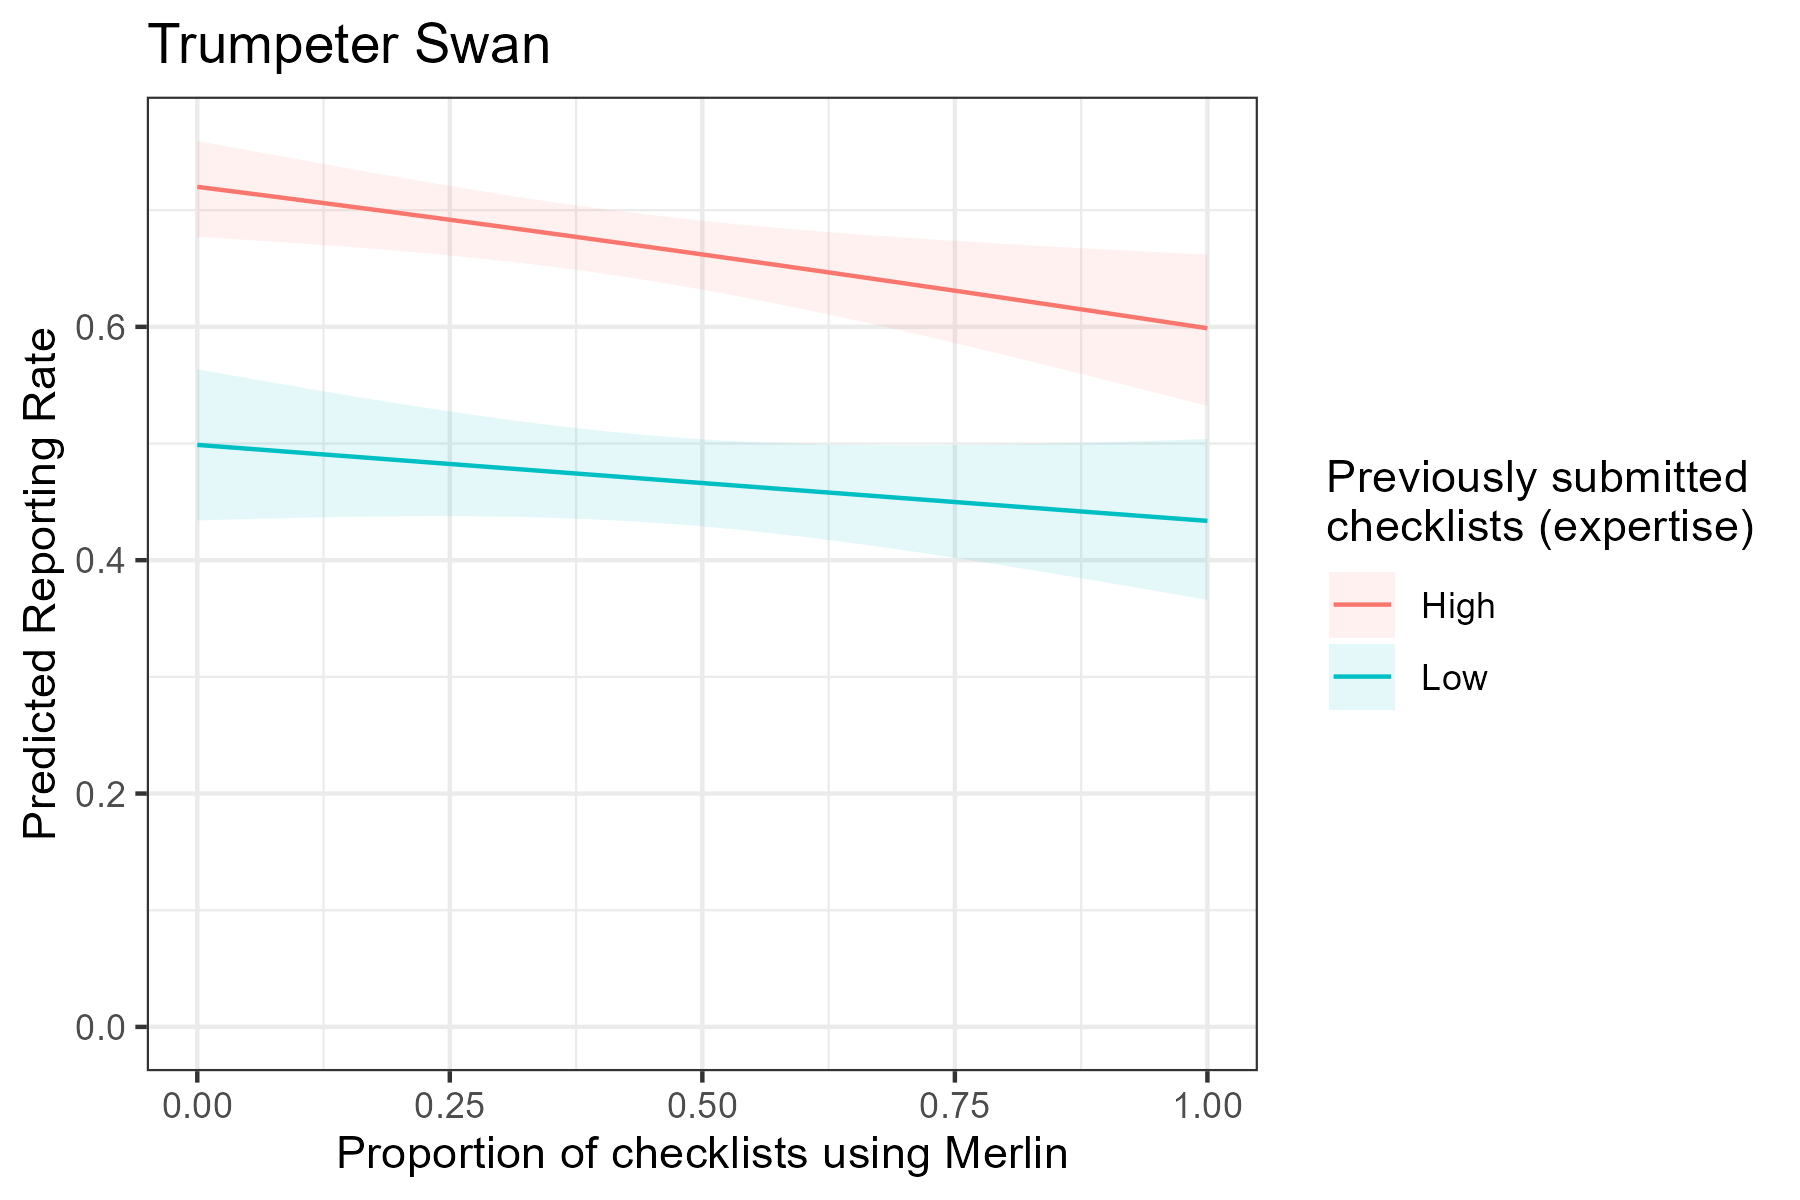 Trumpeter Swan
Predicted Reporting Rate
0.6
0.4
0.2
0.0
0.00 0.25 0.50 0.75 1.00
Proportion of checklists using Merlin
Previously submitted
checklists (expertise)
High
Low